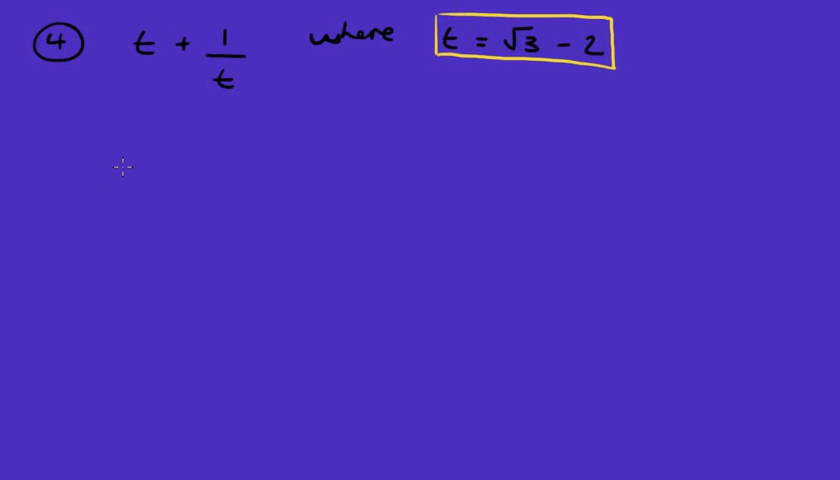 ④ t + 1/t where t = √3 - 2